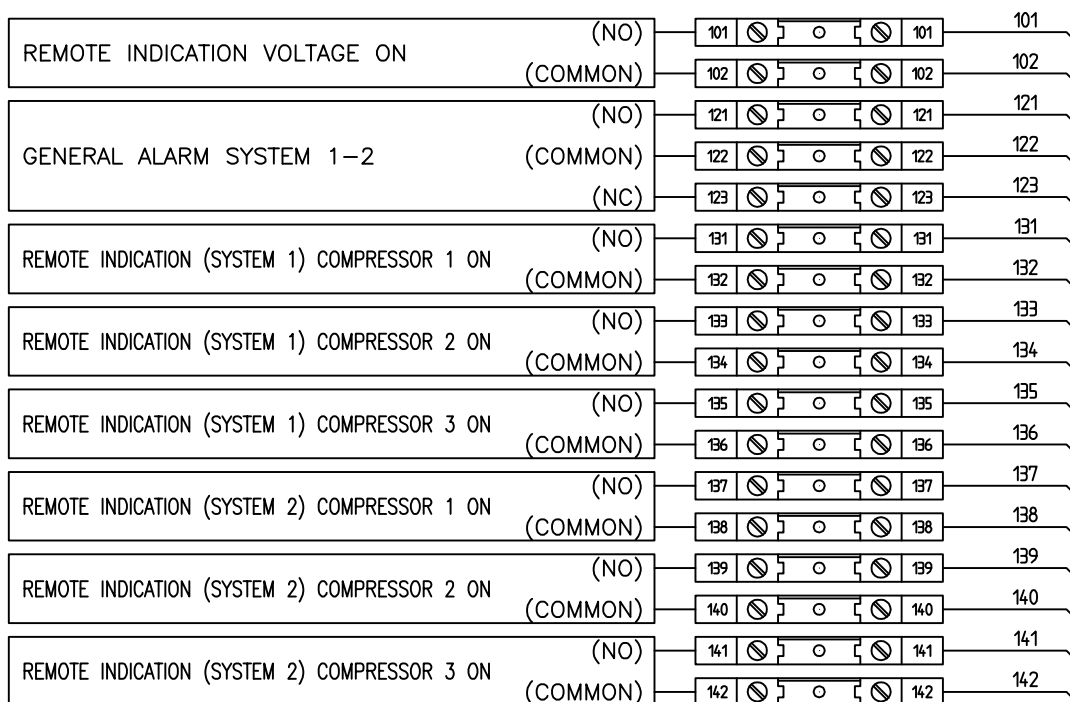 (NO) 101 101 101
REMOTE INDICATION VOLTAGE ON
(COMMON) 102 102 102
(NO) 121 121 121
GENERAL ALARM SYSTEM 1-2 (COMMON) 122 122 122
(NC) 123 123 123
(NO) 131 131 131
REMOTE INDICATION (SYSTEM 1) COMPRESSOR 1 ON
(COMMON) 132 132 132
(NO) 133 133 133
REMOTE INDICATION (SYSTEM 1) COMPRESSOR 2 ON
(COMMON) 134 134 134
(NO) 135 135 135
REMOTE INDICATION (SYSTEM 1) COMPRESSOR 3 ON
(COMMON) 136 136 136
(NO) 137 137 137
REMOTE INDICATION (SYSTEM 2) COMPRESSOR 1 ON
(COMMON) 138 138 138
(NO) 139 139 139
REMOTE INDICATION (SYSTEM 2) COMPRESSOR 2 ON
(COMMON) 140 140 140
(NO) 141 141 141
REMOTE INDICATION (SYSTEM 2) COMPRESSOR 3 ON
(COMMON) 142 142 142